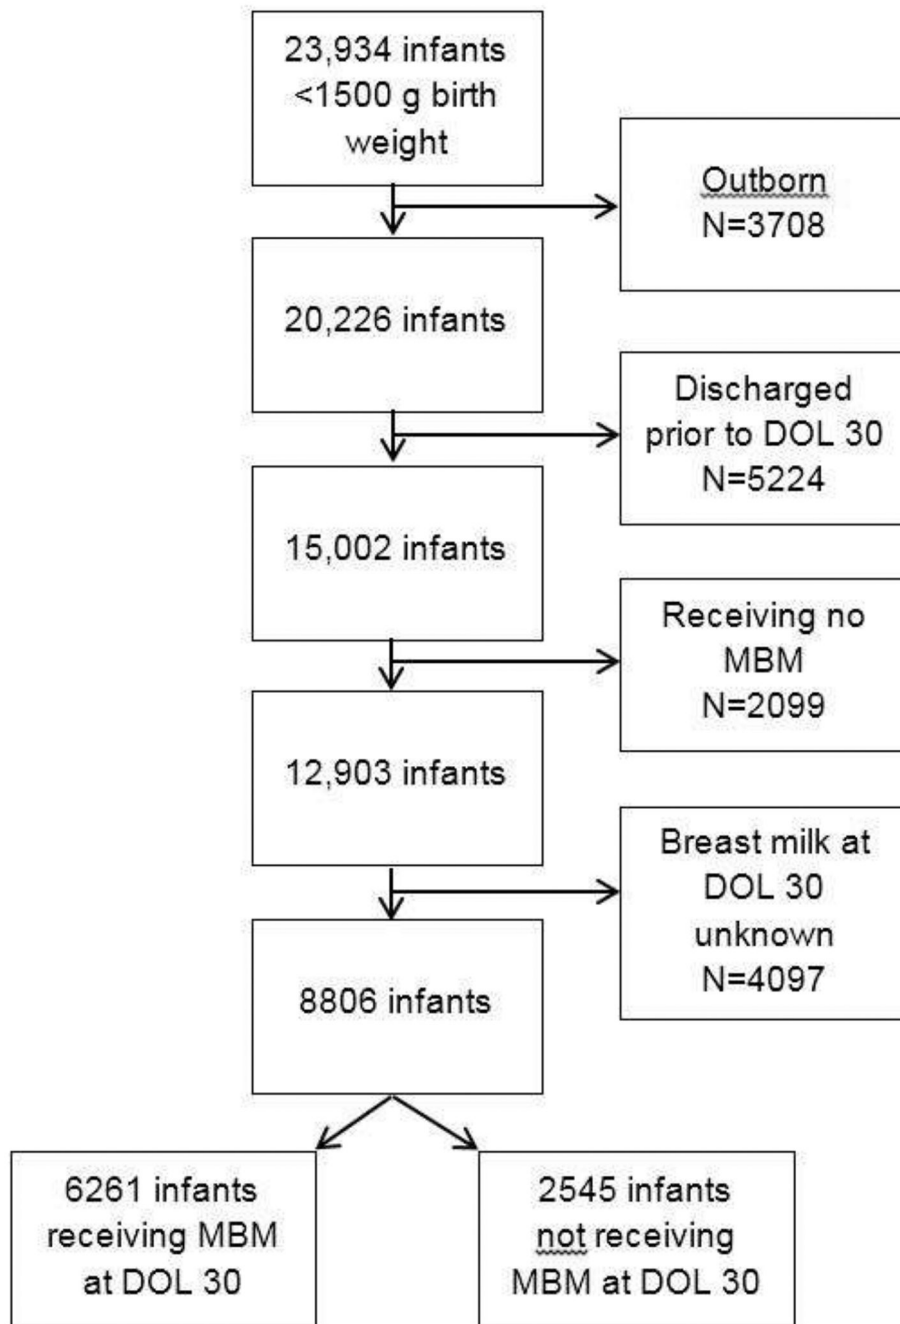 23,934 infants
<1500 g birth
weight
Outborn
N=3708
20,226 infants
Discharged
prior to DOL 30
N=5224
15,002 infants
Receiving no
MBM
N=2099
12,903 infants
Breast milk at
DOL 30
unknown
N=4097
8806 infants
6261 infants
receiving MBM
at DOL 30
2545 infants
not receiving
MBM at DOL 30